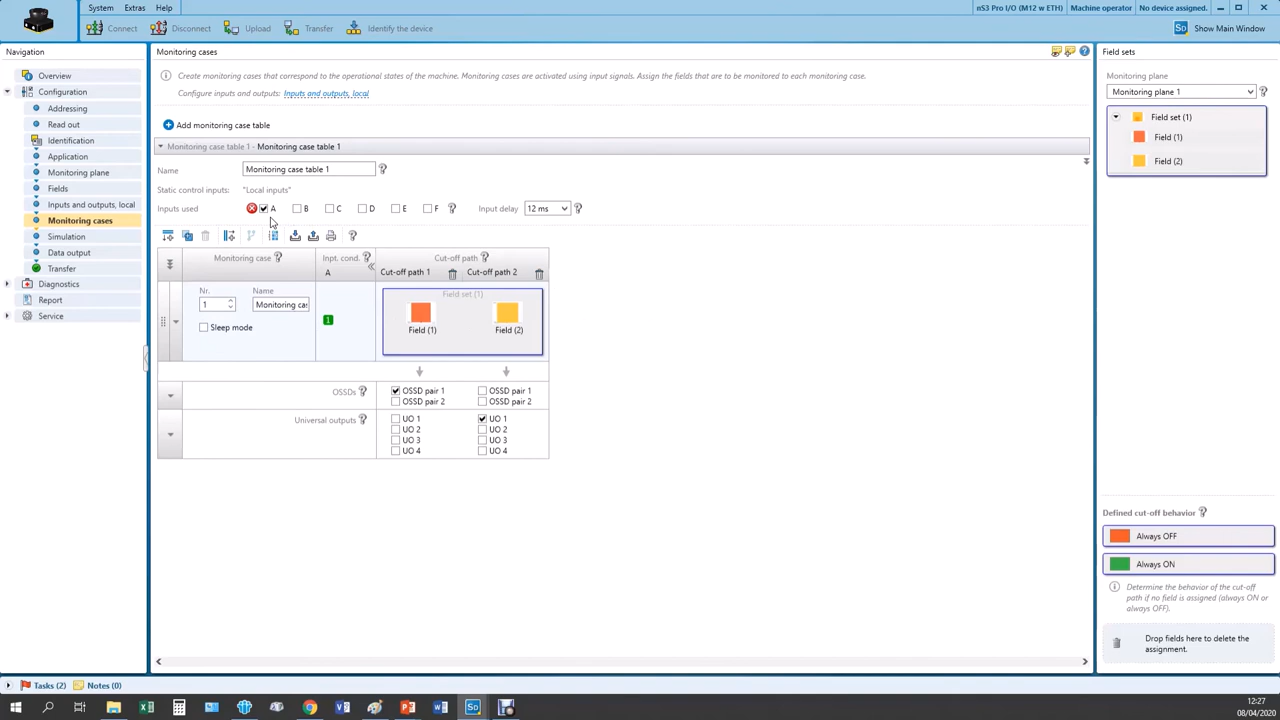 System Extras Help
nS3 Pro I/O (M12 w ETH) Machine operator No device assigned.
Connect Disconnect Upload Transfer Identify the device
So Show Main Window
Navigation
Overview
Configuration
Addressing
Read out
Identification
Application
Monitoring plane
Fields
Inputs and outputs, local
Monitoring cases
Simulation
Data output
Transfer
Diagnostics
Report
Service
Monitoring cases
Create monitoring cases that correspond to the operational states of the machine. Monitoring cases are activated using input signals. Assign the fields that are to be monitored to each monitoring case.
Configure inputs and outputs: Inputs and outputs, local
Add monitoring case table
Monitoring case table 1 - Monitoring case table 1
Name Monitoring case table 1
Static control inputs: "Local inputs"
Inputs used A B C D E F Input delay 12 ms
Monitoring case Inpt. cond. Cut-off path
A Cut-off path 1 Cut-off path 2
Nr. Name Field set (1)
1 Monitoring cas
Sleep mode 1 Field (1) Field (2)
OSSDs OSSD pair 1 OSSD pair 1
OSSD pair 2 OSSD pair 2
Universal outputs UO 1 UO 1
UO 2 UO 2
UO 3 UO 3
UO 4 UO 4
Field sets
Monitoring plane
Monitoring plane 1
Field set (1)
Field (1)
Field (2)
Defined cut-off behavior
Always OFF
Always ON
Determine the behavior of the cut-off
path if no field is assigned (always ON or
always OFF).
Drop fields here to delete the
assignment.
Tasks (2) Notes (0)
So
12:27
08/04/2020